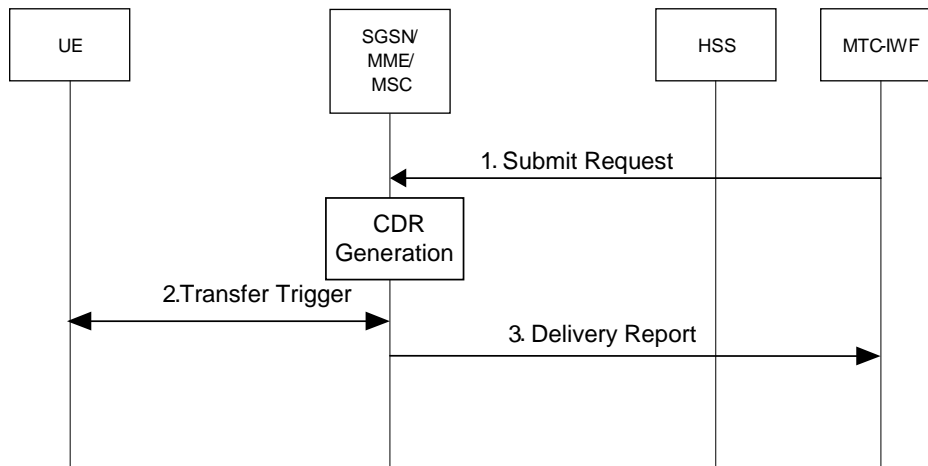 UE
SGSN/
MME/
MSC
HSS
MTC-IWF
1. Submit Request
CDR
Generation
2.Transfer Trigger
3. Delivery Report